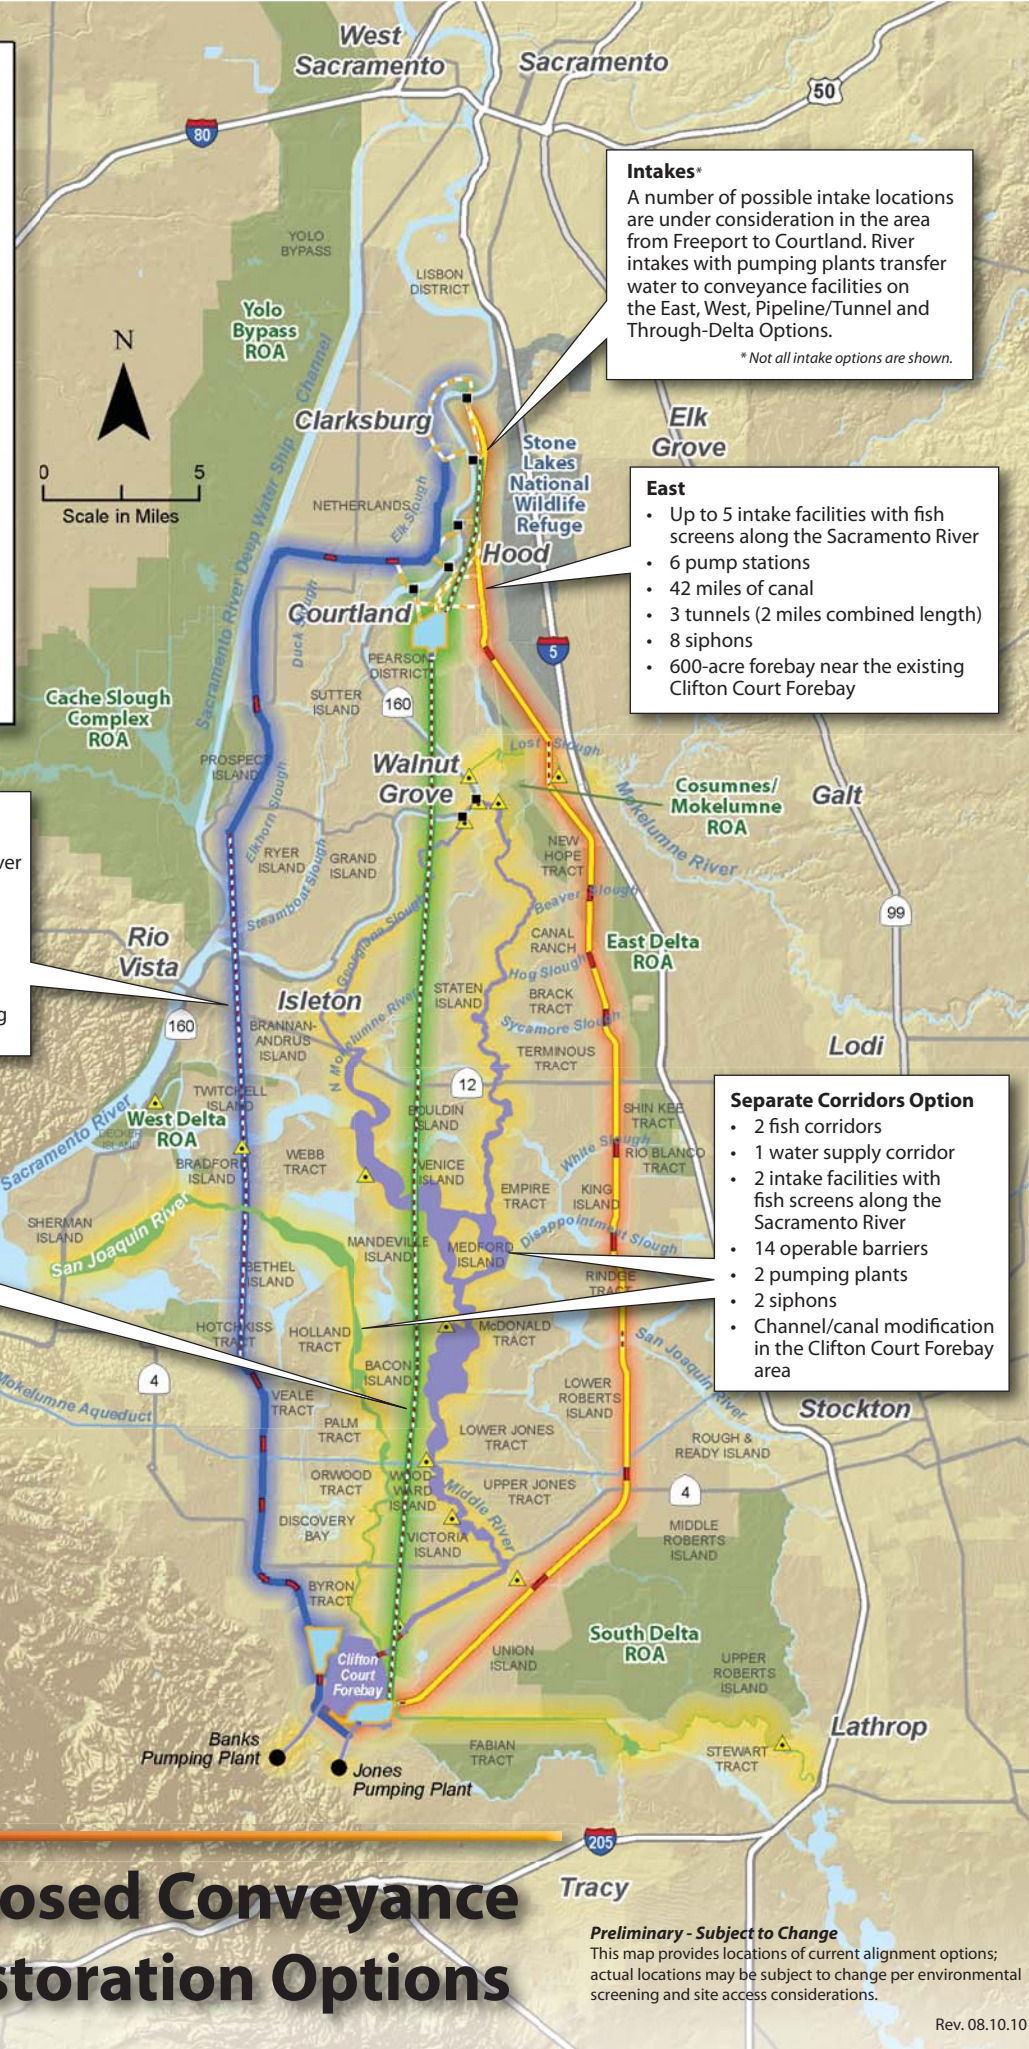 West
Sacramento
Sacramento
50
80
Intakes*
A number of possible intake locations
are under consideration in the area
from Freeport to Courtland. River
intakes with pumping plants transfer
water to conveyance facilities on
the East, West, Pipeline/Tunnel and
Through-Delta Options.
* Not all intake options are shown.
YOLO
BYPASS
LISBON
DISTRICT
Yolo
Bypass
ROA
N
Sacramento River Deep Water Ship Channel
Clarksburg
Elk
Grove
Stone
Lakes
National
Wildlife
Refuge
0 5
Scale in Miles
NETHERLANDS
Elk Slough
East
• Up to 5 intake facilities with fish
screens along the Sacramento River
• 6 pump stations
• 42 miles of canal
• 3 tunnels (2 miles combined length)
• 8 siphons
• 600-acre forebay near the existing
Clifton Court Forebay
Hood
Courtland
Duck Slough
5
PEARSON
DISTRICT
SUTTER
ISLAND
160
Cache Slough
Complex
ROA
Lost Slough
PROSPECT
ISLAND
Walnut
Grove
Cosumnes/
Mokelumne
ROA
Galt
Mokelumne River
Elkhorn Slough
RYER
ISLAND
GRAND
ISLAND
Steamboat Slough
NEW
HOPE
TRACT
ver
Beaver Slough
99
Georgiana Slough
Rio
Vista
CANAL
RANCH
East Delta
ROA
Hog Slough
Isleton
STATEN
ISLAND
BRACK
TRACT
g
160
BRANNAN-
ANDRUS
ISLAND
N Mokelumne River
Sycamore Slough
Lodi
TERMINOUS
TRACT
12
TWITCHELL
ISLAND
Sacramento River
DECKER
ISLAND
West Delta
ROA
BOULDIN
ISLAND
SHIN KEE
TRACT
Separate Corridors Option
• 2 fish corridors
• 1 water supply corridor
• 2 intake facilities with
fish screens along the
Sacramento River
• 14 operable barriers
• 2 pumping plants
• 2 siphons
• Channel/canal modification
in the Clifton Court Forebay
area
BRADFORD
ISLAND
WEBB
TRACT
VENICE
ISLAND
White Slough
RIO BLANCO
TRACT
EMPIRE
TRACT
KING
ISLAND
SHERMAN
ISLAND
San Joaquin River
Disappointment Slough
MANDEVILLE
ISLAND
MEDFORD
ISLAND
BETHEL
ISLAND
RINDGE
TRACT
HOTCHKISS
TRACT
HOLLAND
TRACT
McDONALD
TRACT
San Joaquin River
4
BACON
ISLAND
Mokelumne Aqueduct
VEALE
TRACT
LOWER
ROBERTS
ISLAND
Stockton
PALM
TRACT
LOWER JONES
TRACT
ROUGH &
READY ISLAND
ORWOOD
TRACT
WOOD-
WARD
ISLAND
UPPER JONES
TRACT
4
Middle River
DISCOVERY
BAY
VICTORIA
ISLAND
MIDDLE
ROBERTS
ISLAND
BYRON
TRACT
South Delta
ROA
UNION
ISLAND
UPPER
ROBERTS
ISLAND
Clifton
Court
Forebay
Lathrop
Banks
Pumping Plant
Jones
Pumping Plant
FABIAN
TRACT
STEWART
TRACT
205
Tracy
osed Conveyance
storation Options
Preliminary - Subject to Change
This map provides locations of current alignment options;
actual locations may be subject to change per environmental
screening and site access considerations.
Rev. 08.10.10